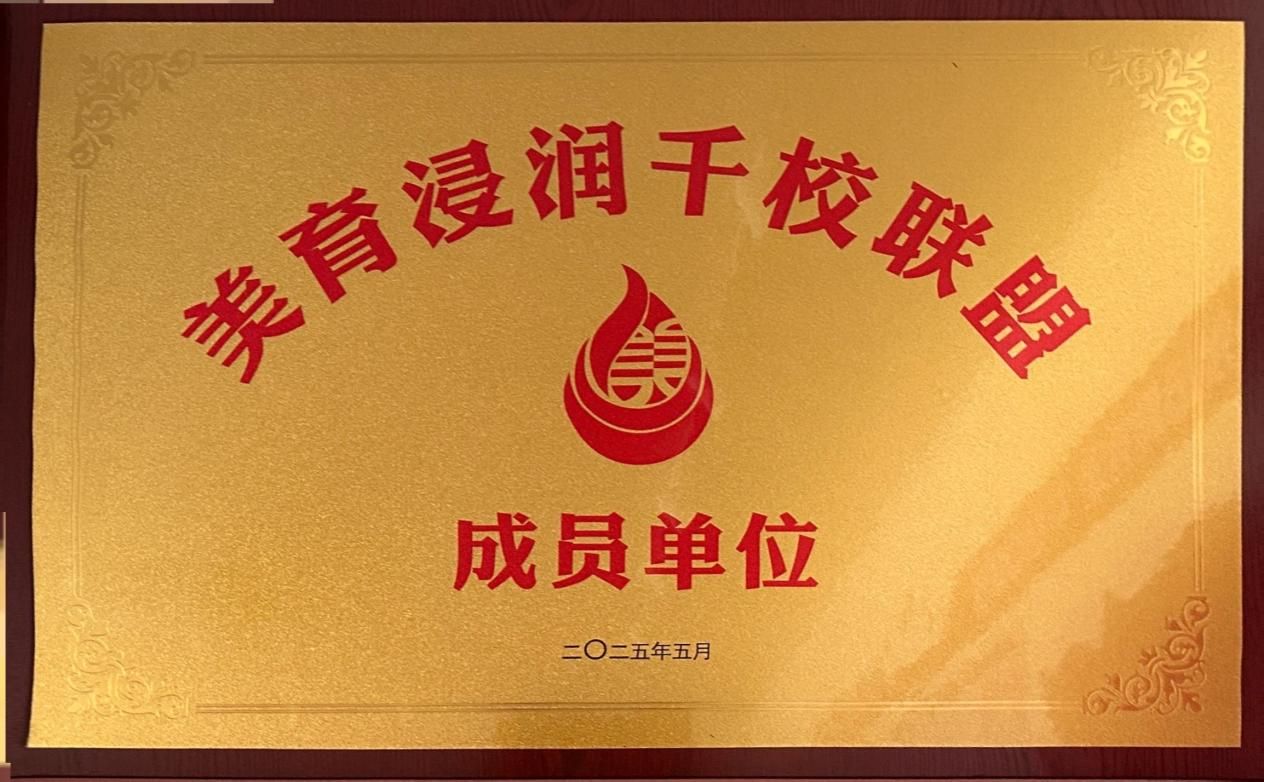 美育浸润千校联盟
美
成员单位
二〇二五年五月